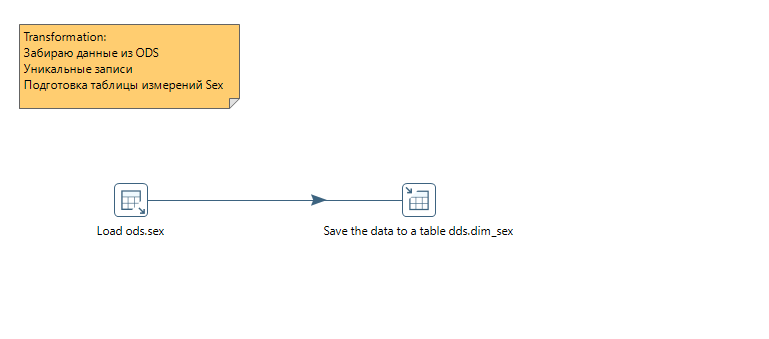 Transformation:
Забираю данные из ODS
Уникальные записи
Подготовка таблицы измерений Sex
Load ods.sex
Save the data to a table dds.dim_sex